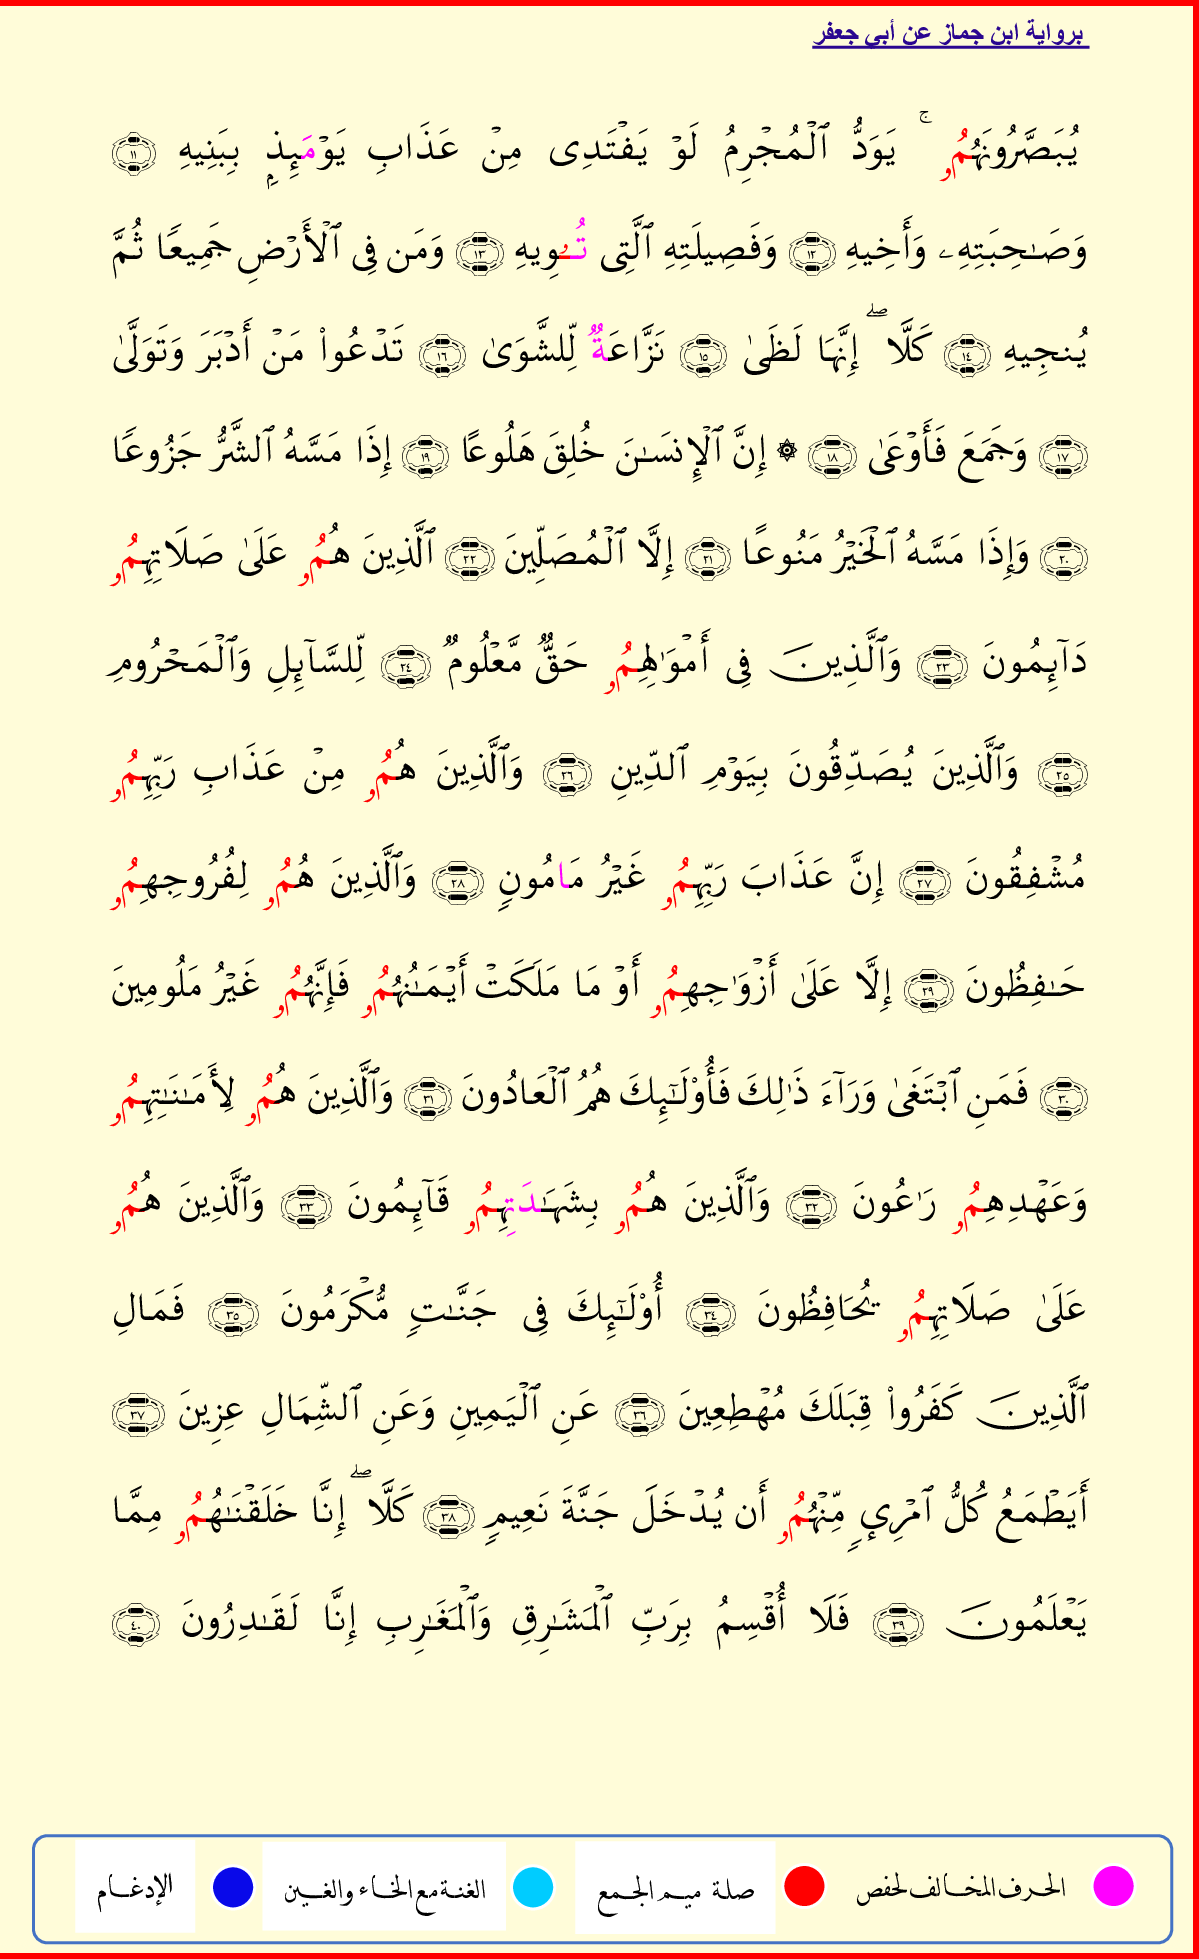 برواية ابن جماز عن أبي جعفر
يُبَصَّرُونَهُمُۥ ۚ يَوَدُّ ٱلْمُجْرِمُ لَوْ يَفْتَدِى مِنْ عَذَابِ يَوْمَئِذٍۭ بِبَنِيهِ ١١
وَصَـٰحِبَتِهِۦ وَأَخِيهِ ١٢ وَفَصِيلَتِهِ ٱلَّتِى تُـْٔوِيهِ ١٣ وَمَن فِى ٱلْأَرْضِ جَمِيعًا ثُمَّ
يُنجِيهِ ١٤ كَلَّا ۖ إِنَّهَا لَظَىٰ ١٥ نَزَّاعَةٌ لِّلشَّوَىٰ ١٦ تَدْعُوا۟ مَنْ أَدْبَرَ وَتَوَلَّىٰ
١٧ وَجَمَعَ فَأَوْعَىٰ ١٨ ۞ إِنَّ ٱلْإِنسَـٰنَ خُلِقَ هَلُوعًا ١٩ إِذَا مَسَّهُ ٱلشَّرُّ جَزُوعًا
٢٠ وَإِذَا مَسَّهُ ٱلْخَيْرُ مَنُوعًا ٢١ إِلَّا ٱلْمُصَلِّينَ ٢٢ ٱلَّذِينَ هُمُۥ عَلَىٰ صَلَاتِهِمُۥ
دَآئِمُونَ ٢٣ وَٱلَّذِينَ فِى أَمْوَٰلِهِمُۥ حَقٌّ مَّعْلُومٌ ٢٤ لِّلسَّآئِلِ وَٱلْمَحْرُومِ
٢٥ وَٱلَّذِينَ يُصَدِّقُونَ بِيَوْمِ ٱلدِّينِ ٢٦ وَٱلَّذِينَ هُمُۥ مِنْ عَذَابِ رَبِّهِمُۥ
مُشْفِقُونَ ٢٧ إِنَّ عَذَابَ رَبِّهِمُۥ غَيْرُ مَامُونٍ ٢٨ وَٱلَّذِينَ هُمُۥ لِفُرُوجِهِمُۥ
حَـٰفِظُونَ ٢٩ إِلَّا عَلَىٰ أَزْوَٰجِهِمُۥ أَوْ مَا مَلَكَتْ أَيْمَـٰنُهُمُۥ فَإِنَّهُمُۥ غَيْرُ مَلُومِينَ
٣٠ فَمَنِ ٱبْتَغَىٰ وَرَآءَ ذَٰلِكَ فَأُو۟لَـٰٓئِكَ هُمُ ٱلْعَادُونَ ٣١ وَٱلَّذِينَ هُمُۥ لِأَمَـٰنَـٰتِهِمُۥ
وَعَهْدِهِمُۥ رَٰعُونَ ٣٢ وَٱلَّذِينَ هُمُۥ بِشَهَـٰدَتِهِمُۥ قَآئِمُونَ ٣٣ وَٱلَّذِينَ هُمُۥ
عَلَىٰ صَلَاتِهِمُۥ يُحَافِظُونَ ٣٤ أُو۟لَـٰٓئِكَ فِى جَنَّـٰتٍ مُّكْرَمُونَ ٣٥ فَمَالِ
ٱلَّذِينَ كَفَرُوا۟ قِبَلَكَ مُهْطِعِينَ ٣٦ عَنِ ٱلْيَمِينِ وَعَنِ ٱلشِّمَالِ عِزِينَ ٣٧
أَيَطْمَعُ كُلُّ ٱمْرِئٍ مِّنْهُمُۥ أَن يُدْخَلَ جَنَّةَ نَعِيمٍ ٣٨ كَلَّا ۖ إِنَّا خَلَقْنَـٰهُمُۥ مِمَّا
يَعْلَمُونَ ٣٩ فَلَا أُقْسِمُ بِرَبِّ ٱلْمَشَـٰرِقِ وَٱلْمَغَـٰرِبِ إِنَّا لَقَـٰدِرُونَ ٤٠
الحرف المخالف لحفص صلة ميم الجمع الغنة مع الخاء والغين الإدغام